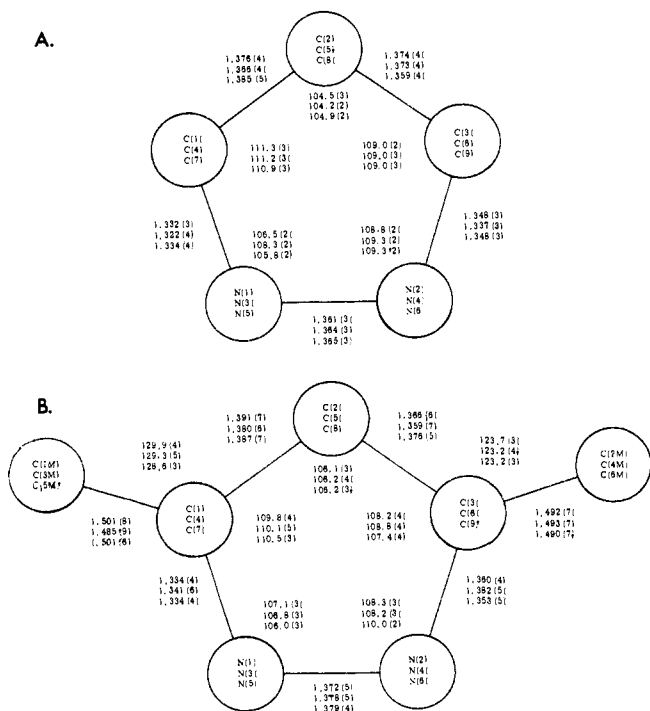 A.
C(2)
C(5)
C(8(
1.376(4)
1.366(4(
1.385(5)
1.374(4(
1.373(4)
1.359(4(
104.5(3)
104.2(2)
104.9(2)
C(1(
C(4)
C(7(
111.3(3)
111.2(3(
110.9(3)
109.0(2)
109.0(3)
109.0(3)
C(3(
C(6)
C(9)
1.332(3)
1.322(4)
1.334(4)
106.5(2(
108.3(2)
105.8(2)
108.8(2(
109.3(2)
109.3(2)
1.348(3)
1.337(3)
1.348(3)
N(1)
N(3(
N(5)
N(2)
N(4)
N(6
1.361(3(
1.364(3)
1.365(3)
B.
C(2(
C(5(
C(8)
1.391(7)
1.380(6)
1.387(7)
1.366(6(
1.359(7)
1.376(5)
129.9(4)
129.3(5)
128.6(3)
123.7(3(
123.2(4)
123.2(3)
C(1M)
C(3M)
C(5M)
C(2M)
C(4M)
C(6M)
106.1(3(
106.2(4(
106.2(3)
C(1)
C(4)
C(7(
109.8(4)
110.1(5)
110.5(3)
108.2(4(
108.8(4)
107.4(4)
C(3(
C(6(
C(9)
1.501(8)
1.485(9)
1.501(6)
1.492(7(
1.493(7)
1.490(7)
1.334(4)
1.341(6)
1.334(4(
107.1(3(
106.8(3)
106.0(3)
108.3(3(
108.2(3(
110.0(2)
1.360(4)
1.382(5(
1.353(5(
N(1)
N(3(
N(5)
N(2)
N(4(
N(6(
1.372(5)
1.378(5)
1.379(4)